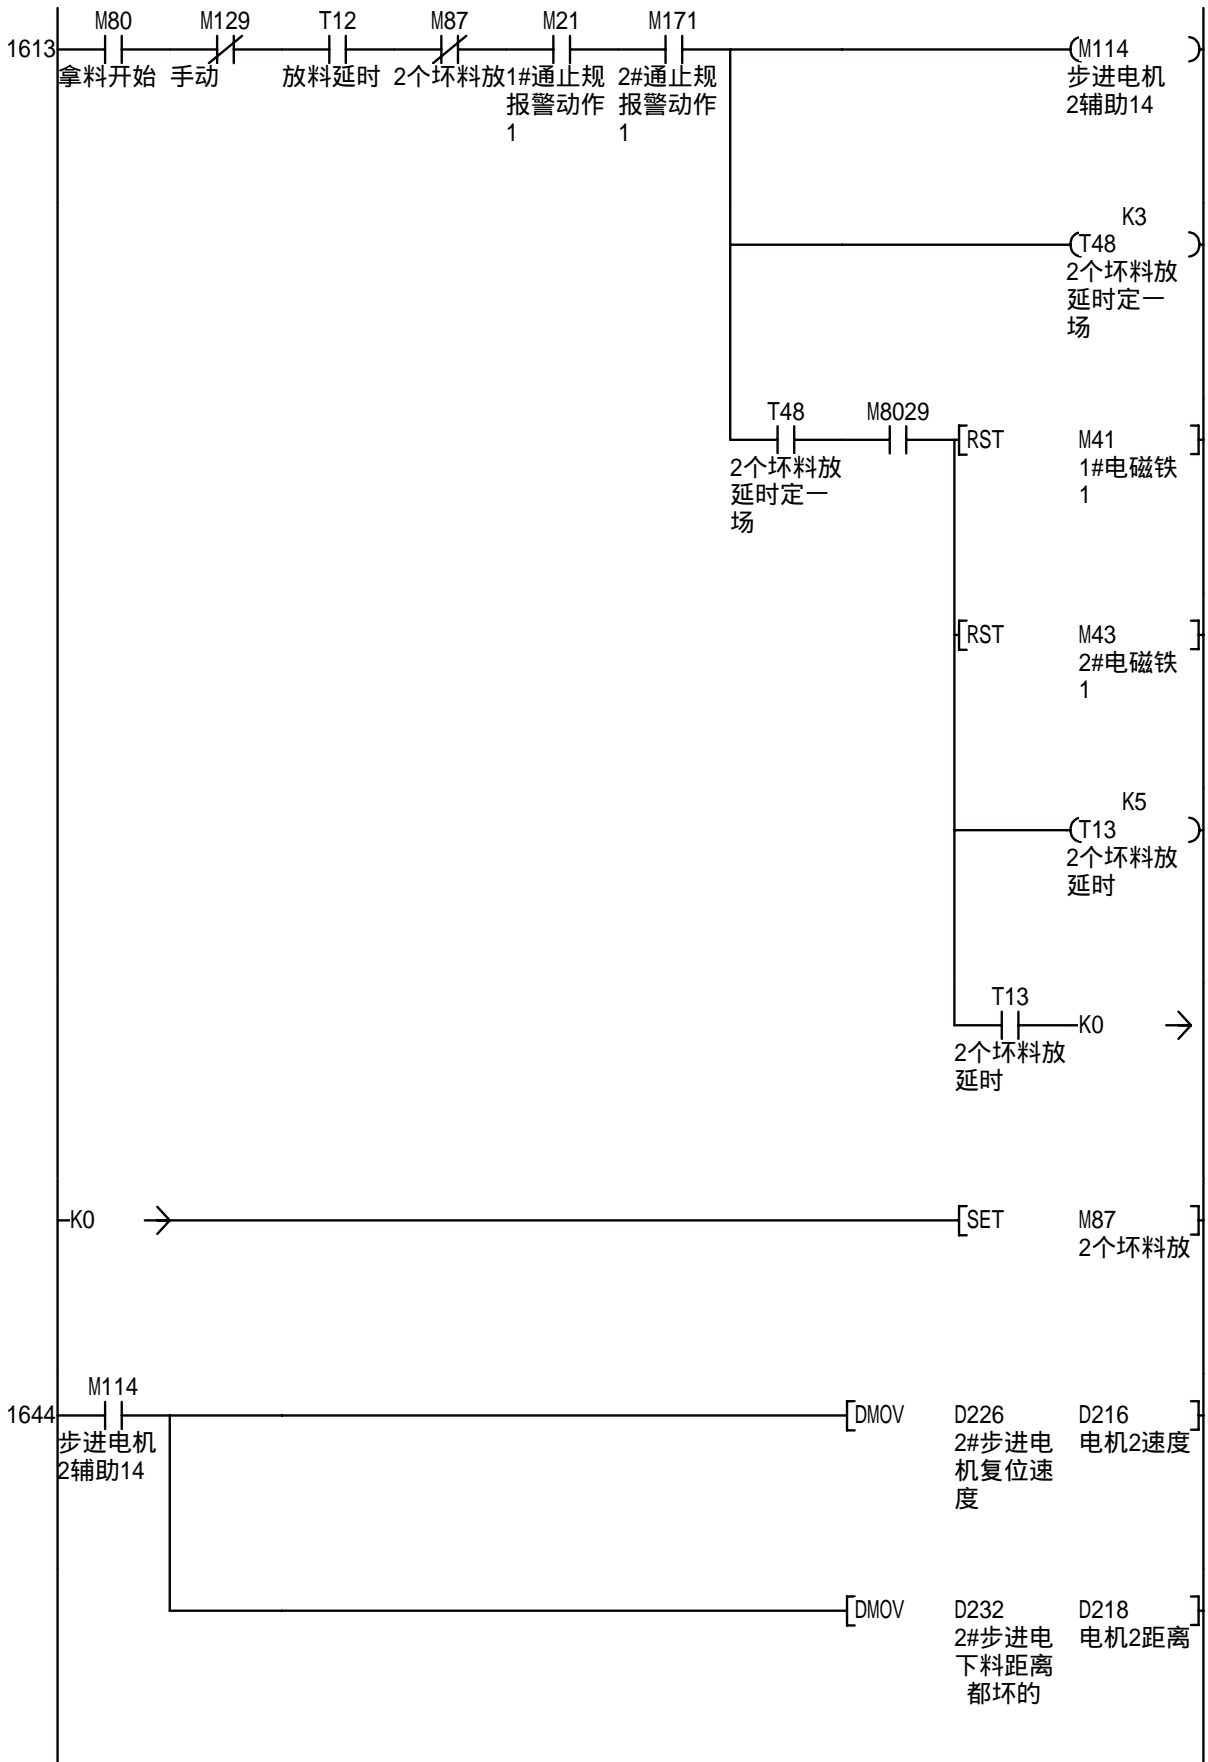 M80 M129 T12 M87 M21 M171
1613 (M114 )
拿料开始 手动 放料延时 2个坏料放 1#通止规 2#通止规 步进电机
报警动作 报警动作 2辅助14
1 1
K3
(T48 )
2个坏料放
延时定一
场
T48 M8029
[RST M41 ]
2个坏料放 1#电磁铁
延时定一 1
场
[RST M43 ]
2#电磁铁
1
K5
(T13 )
2个坏料放
延时
T13
K0
2个坏料放
延时
K0 [SET M87 ]
2个坏料放
M114
1644 [DMOV D226 D216 ]
步进电机 2#步进电 电机2速度
2辅助14 机复位速
度
[DMOV D232 D218 ]
2#步进电 电机2距离
下料距离
都坏的